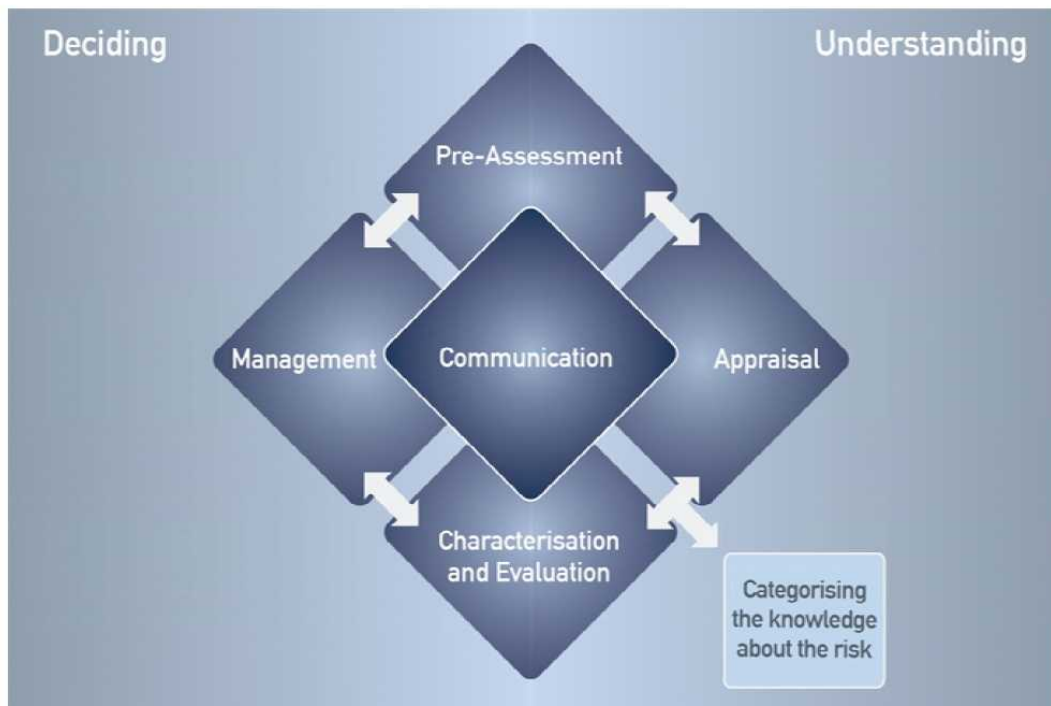 Deciding
Understanding
Pre-Assessment
Management
Communication
Appraisal
Characterisation
and Evaluation
Categorising
the knowledge
about the risk